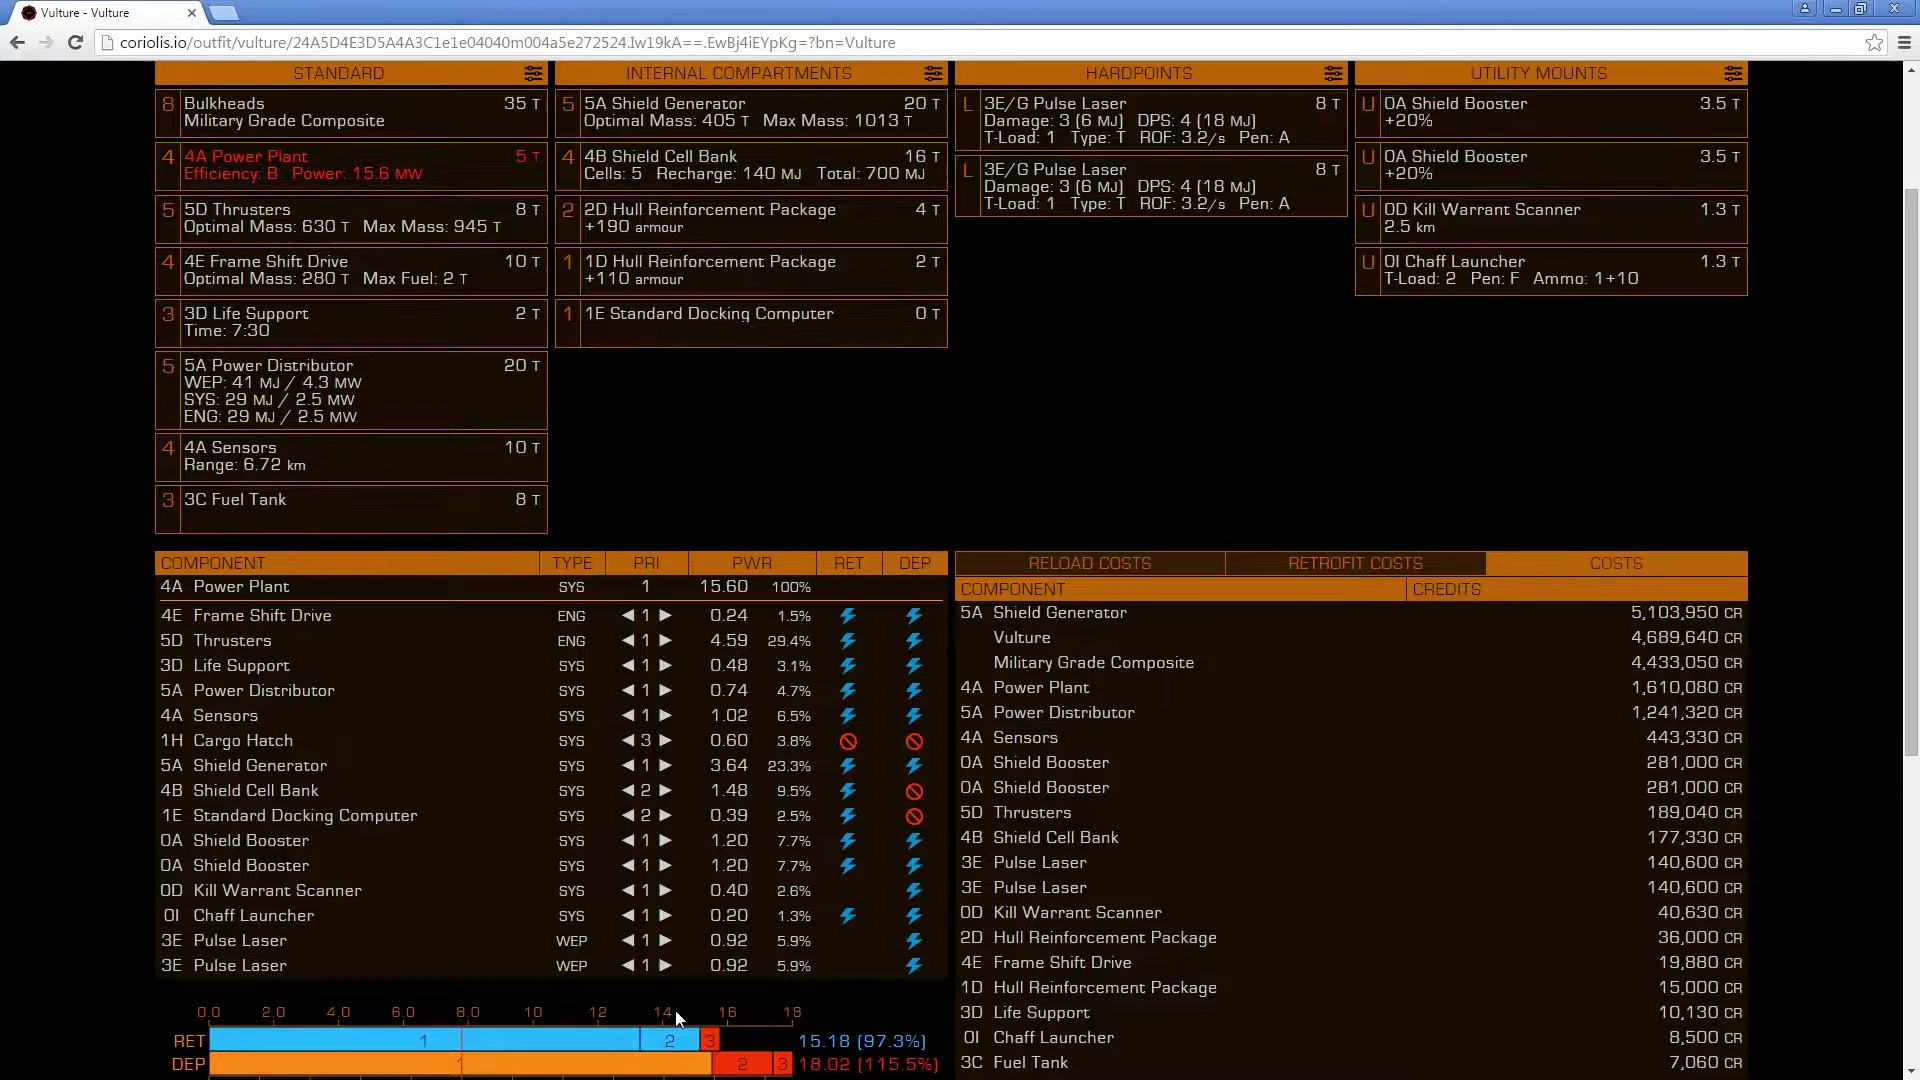 Vulture - Vulture
coriolis.io/outfit/vulture/24A5D4E3D5A4A3C1e1e04040m004a5e272524.Iw19kA==.EwBj4iEYpKg=?bn=Vulture
STANDARD
8 Bulkheads 35 T
Military Grade Composite
4 4A Power Plant 5 T
Efficiency: B Power: 15.6 MW
5 5D Thrusters 8 T
Optimal Mass: 630 T Max Mass: 945 T
4 4E Frame Shift Drive 10 T
Optimal Mass: 280 T Max Fuel: 2 T
3 3D Life Support 2 T
Time: 7:30
5 5A Power Distributor 20 T
WEP: 41 MJ / 4.3 MW
SYS: 29 MJ / 2.5 MW
ENG: 29 MJ / 2.5 MW
4 4A Sensors 10 T
Range: 6.72 km
3 3C Fuel Tank 8 T
INTERNAL COMPARTMENTS
5 5A Shield Generator 20 T
Optimal Mass: 405 T Max Mass: 1013 T
4 4B Shield Cell Bank 16 T
Cells: 5 Recharge: 140 MJ Total: 700 MJ
2 2D Hull Reinforcement Package 4 T
+190 armour
1 1D Hull Reinforcement Package 2 T
+110 armour
1 1E Standard Docking Computer 0 T
HARDPOINTS
L 3E/G Pulse Laser 8 T
Damage: 3 (6 MJ) DPS: 4 (18 MJ)
T-Load: 1 Type: T ROF: 3.2/s Pen: A
L 3E/G Pulse Laser 8 T
Damage: 3 (6 MJ) DPS: 4 (18 MJ)
T-Load: 1 Type: T ROF: 3.2/s Pen: A
UTILITY MOUNTS
U 0A Shield Booster 3.5 T
+20%
U 0A Shield Booster 3.5 T
+20%
U 0D Kill Warrant Scanner 1.3 T
2.5 km
U 0I Chaff Launcher 1.3 T
T-Load: 2 Pen: F Ammo: 1+10
COMPONENT TYPE PRI PWR RET DEP
4A Power Plant SYS 1 15.60 100%
4E Frame Shift Drive ENG ◀ 1 ▶ 0.24 1.5%
5D Thrusters ENG ◀ 1 ▶ 4.59 29.4%
3D Life Support SYS ◀ 1 ▶ 0.48 3.1%
5A Power Distributor SYS ◀ 1 ▶ 0.74 4.7%
4A Sensors SYS ◀ 1 ▶ 1.02 6.5%
1H Cargo Hatch SYS ◀ 3 ▶ 0.60 3.8%
5A Shield Generator SYS ◀ 1 ▶ 3.64 23.3%
4B Shield Cell Bank SYS ◀ 2 ▶ 1.48 9.5%
1E Standard Docking Computer SYS ◀ 2 ▶ 0.39 2.5%
0A Shield Booster SYS ◀ 1 ▶ 1.20 7.7%
0A Shield Booster SYS ◀ 1 ▶ 1.20 7.7%
0D Kill Warrant Scanner SYS ◀ 1 ▶ 0.40 2.6%
0I Chaff Launcher SYS ◀ 1 ▶ 0.20 1.3%
3E Pulse Laser WEP ◀ 1 ▶ 0.92 5.9%
3E Pulse Laser WEP ◀ 1 ▶ 0.92 5.9%
0.0 2.0 4.0 6.0 8.0 10 12 14 16 18
RET 1 2 3 15.18 (97.3%)
DEP 1 2 3 18.02 (115.5%)
RELOAD COSTS RETROFIT COSTS COSTS
COMPONENT CREDITS
5A Shield Generator 5,103,950 CR
Vulture 4,689,640 CR
Military Grade Composite 4,433,050 CR
4A Power Plant 1,610,080 CR
5A Power Distributor 1,241,320 CR
4A Sensors 443,330 CR
0A Shield Booster 281,000 CR
0A Shield Booster 281,000 CR
5D Thrusters 189,040 CR
4B Shield Cell Bank 177,330 CR
3E Pulse Laser 140,600 CR
3E Pulse Laser 140,600 CR
0D Kill Warrant Scanner 40,630 CR
2D Hull Reinforcement Package 36,000 CR
4E Frame Shift Drive 19,880 CR
1D Hull Reinforcement Package 15,000 CR
3D Life Support 10,130 CR
0I Chaff Launcher 8,500 CR
3C Fuel Tank 7,060 CR